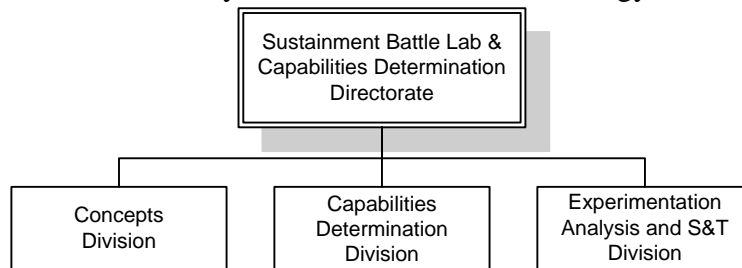 Sustainment Battle Lab &
Capabilities Determination
Directorate
Concepts
Division
Capabilities
Determination
Division
Experimentation
Analysis and S&T
Division